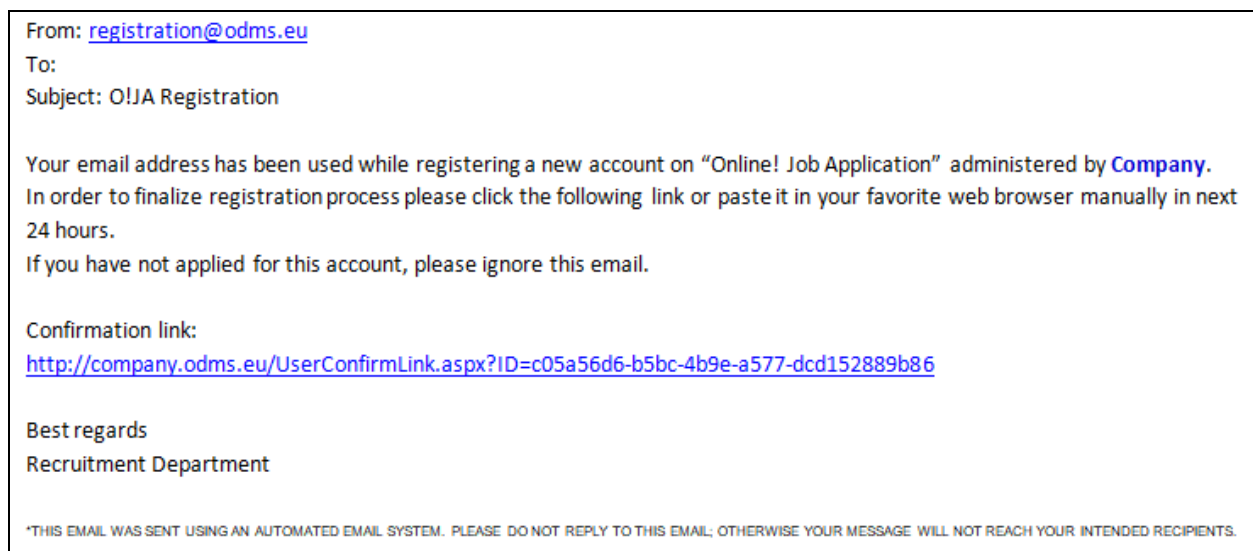 From: registration@odms.eu
To:
Subject: O!JA Registration
Your email address has been used while registering a new account on “Online! Job Application” administered by Company.
In order to finalize registration process please click the following link or paste it in your favorite web browser manually in next
24 hours.
If you have not applied for this account, please ignore this email.
Confirmation link:
http://company.odms.eu/UserConfirmLink.aspx?ID=c05a56d6-b5bc-4b9e-a577-dcd152889b86
Best regards
Recruitment Department
*THIS EMAIL WAS SENT USING AN AUTOMATED EMAIL SYSTEM. PLEASE DO NOT REPLY TO THIS EMAIL; OTHERWISE YOUR MESSAGE WILL NOT REACH YOUR INTENDED RECIPIENTS.